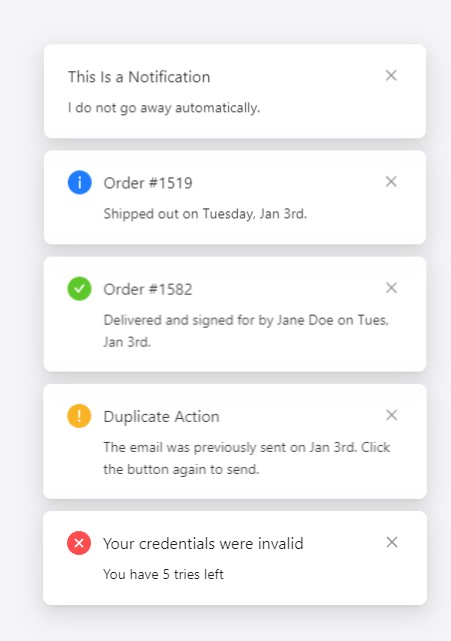 This Is a Notification
I do not go away automatically.
Order #1519
Shipped out on Tuesday, Jan 3rd.
Order #1582
Delivered and signed for by Jane Doe on Tues,
Jan 3rd.
Duplicate Action
The email was previously sent on Jan 3rd. Click
the button again to send.
Your credentials were invalid
You have 5 tries left